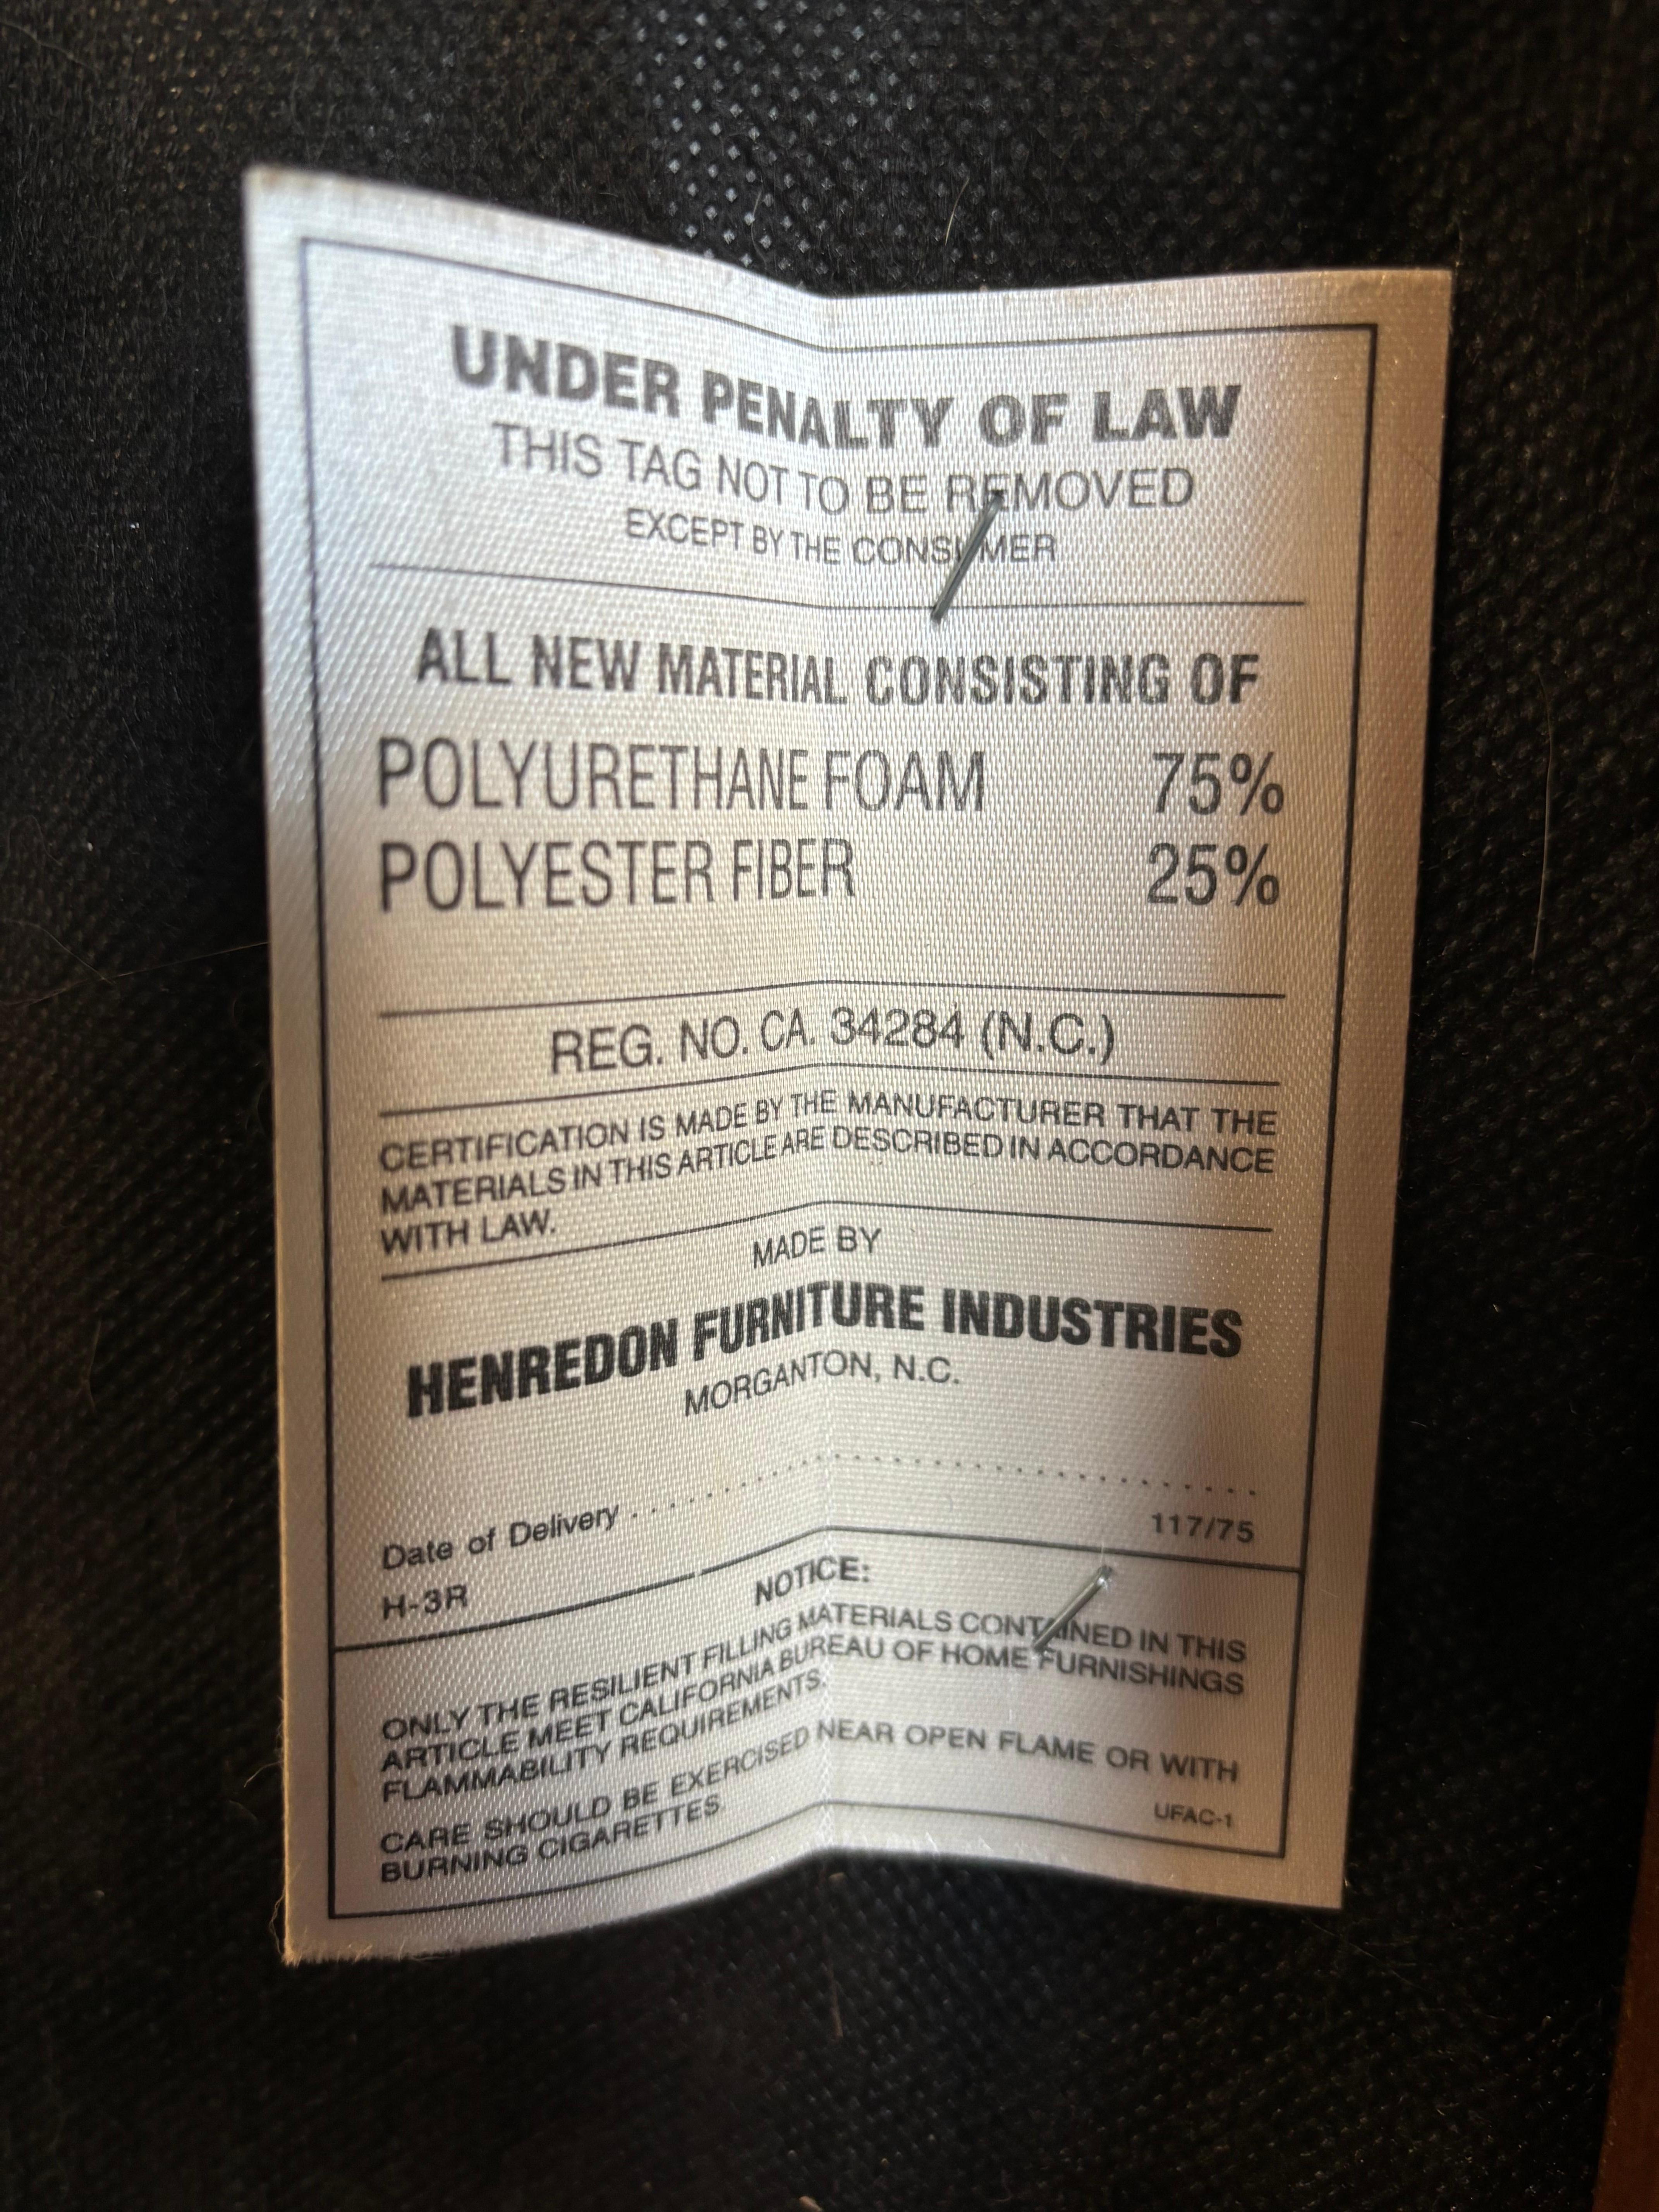 UNDER PENALTY OF LAW
THIS TAG NOT TO BE REMOVED
EXCEPT BY THE CONSUMER
ALL NEW MATERIAL CONSISTING OF
POLYURETHANE FOAM 75%
POLYESTER FIBER 25%
REG. NO. CA. 34284 (N.C.)
CERTIFICATION IS MADE BY THE MANUFACTURER THAT THE
MATERIALS IN THIS ARTICLE ARE DESCRIBED IN ACCORDANCE
WITH LAW.
MADE BY
HENREDON FURNITURE INDUSTRIES
MORGANTON, N.C.
Date of Delivery . . . . . . . . . . . . . . . . . . . . . . . . . . . . . . . . . .
H-3R 117/75
NOTICE:
ONLY THE RESILIENT FILLING MATERIALS CONTAINED IN THIS
ARTICLE MEET CALIFORNIA BUREAU OF HOME FURNISHINGS
FLAMMABILITY REQUIREMENTS.
CARE SHOULD BE EXERCISED NEAR OPEN FLAME OR WITH
BURNING CIGARETTES
UFAC-1